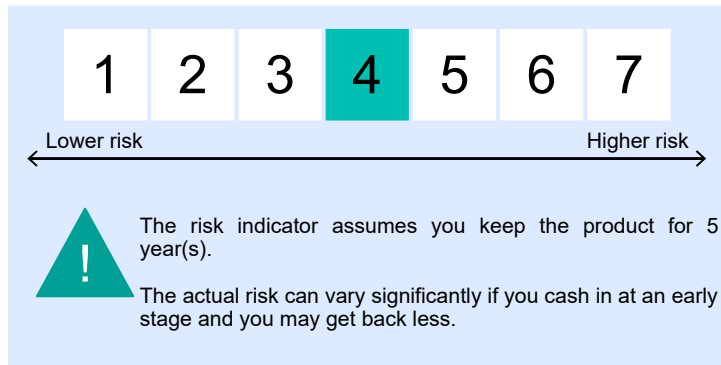 1 2 3 4 5 6 7
Lower risk Higher risk
!
The risk indicator assumes you keep the product for 5
year(s).
The actual risk can vary significantly if you cash in at an early
stage and you may get back less.